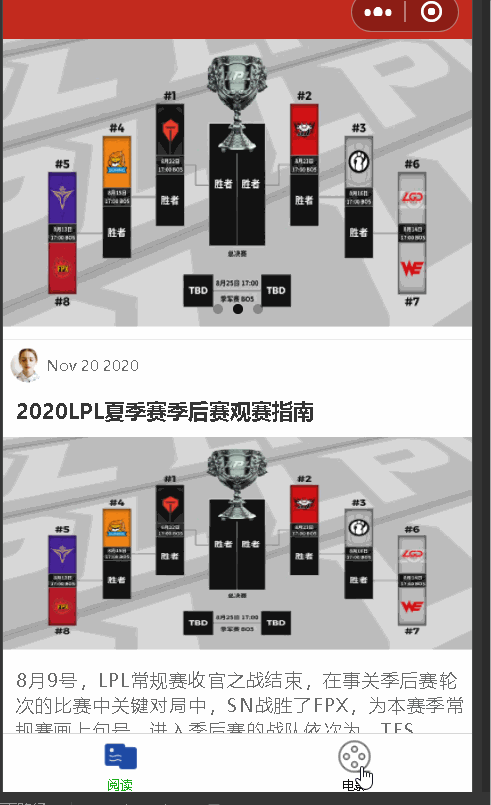 #1
#2
#4
#3
#5
#6
8月22日
17:00 BO5
8月23日
17:00 BO5
胜者
胜者
胜者
胜者
8月15日
17:00 BO5
8月16日
17:00 BO5
LGD
胜者
胜者
8月13日
17:00 BO5
8月14日
17:00 BO5
总决赛
FPX
WE
#8
#7
TBD
8月25日 17:00
季军赛 BO5
TBD
Nov 20 2020
2020LPL夏季赛季后赛观赛指南
#1
#2
#4
#3
#5
#6
胜者
胜者
胜者
胜者
胜者
胜者
总决赛
#8
#7
TBD
8月25日 17:00
季军赛 BO5
TBD
8月9号，LPL常规赛收官之战结束，在事关季后赛轮
次的比赛中关键对局中，SN战胜了FPX，为本赛季常
规赛画上句号，进入季后赛的战队依次为，TES
阅读